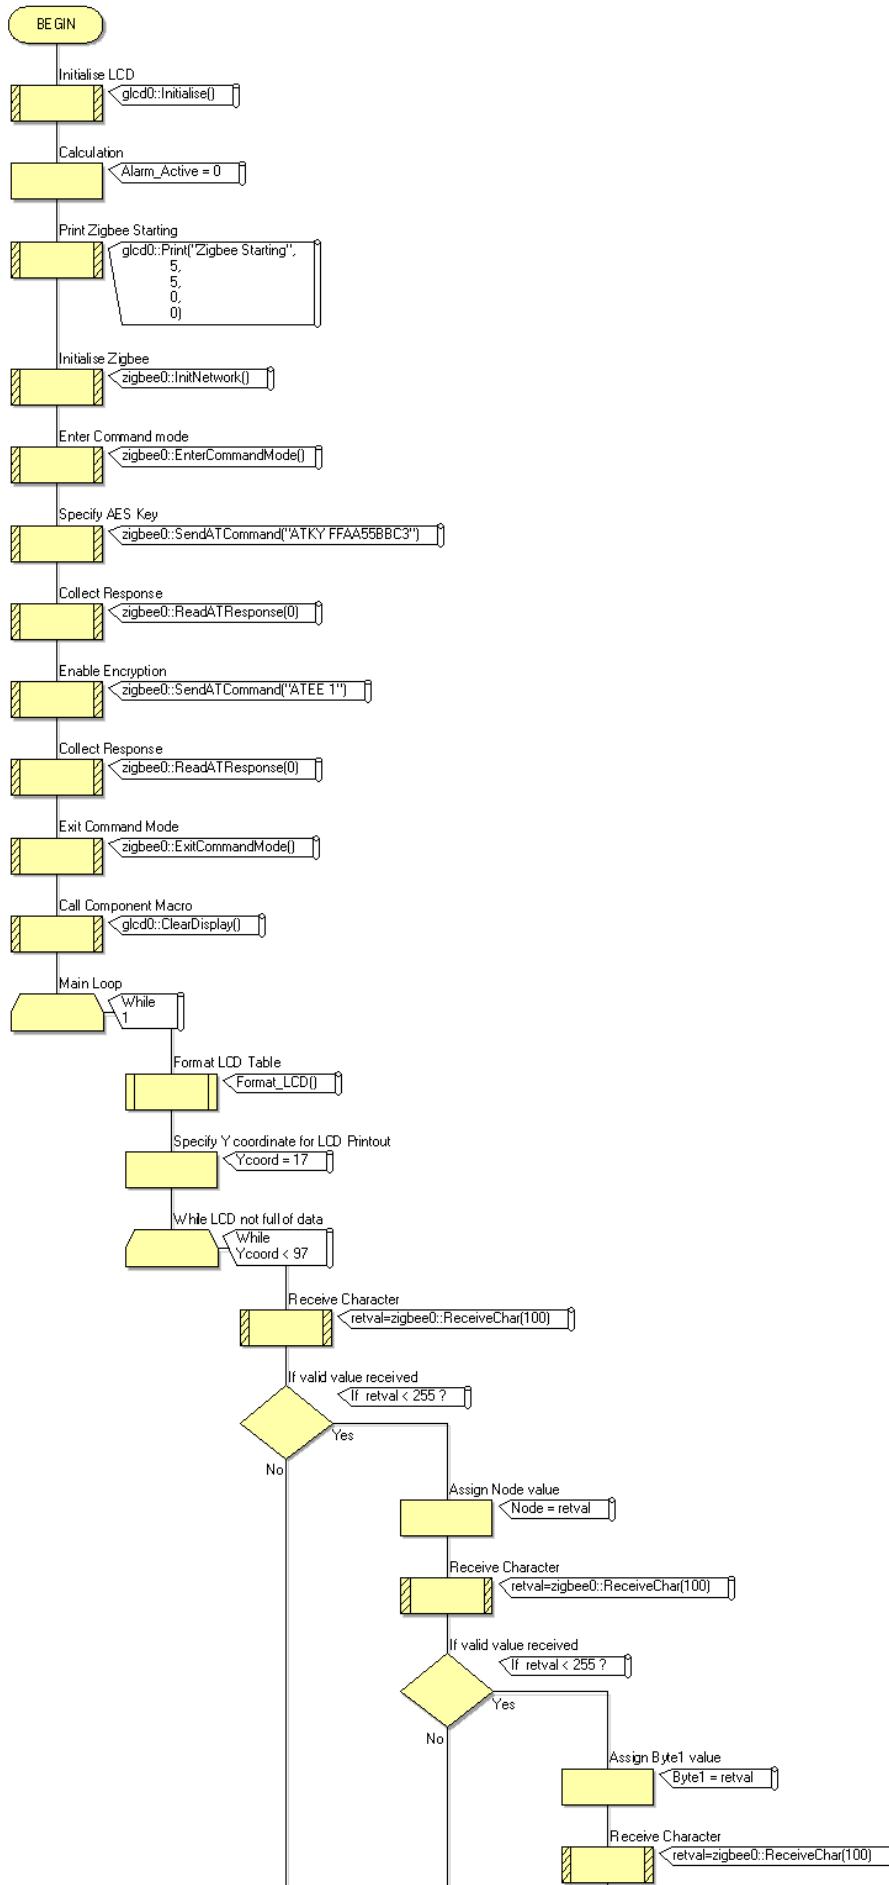 BEGIN
Initialise LCD
glcd0::Initialise()
Calculation
Alarm_Active = 0
Print Zigbee Starting
glcd0::Print("Zigbee Starting",
5,
5,
0,
0)
Initialise Zigbee
zigbee0::InitNetwork()
Enter Command mode
zigbee0::EnterCommandMode()
Specify AES Key
zigbee0::SendATCommand("ATKY FFAA55BBC3")
Collect Response
zigbee0::ReadATResponse(0)
Enable Encryption
zigbee0::SendATCommand("ATEE 1")
Collect Response
zigbee0::ReadATResponse(0)
Exit Command Mode
zigbee0::ExitCommandMode()
Call Component Macro
glcd0::ClearDisplay()
Main Loop
While
1
Format LCD Table
Format_LCD()
Specify Y coordinate for LCD Printout
Ycoord = 17
While LCD not full of data
While
Ycoord < 97
Receive Character
retval=zigbee0::ReceiveChar(100)
If valid value received
If retval < 255 ?
Yes
No
Assign Node value
Node = retval
Receive Character
retval=zigbee0::ReceiveChar(100)
If valid value received
If retval < 255 ?
Yes
No
Assign Byte1 value
Byte1 = retval
Receive Character
retval=zigbee0::ReceiveChar(100)